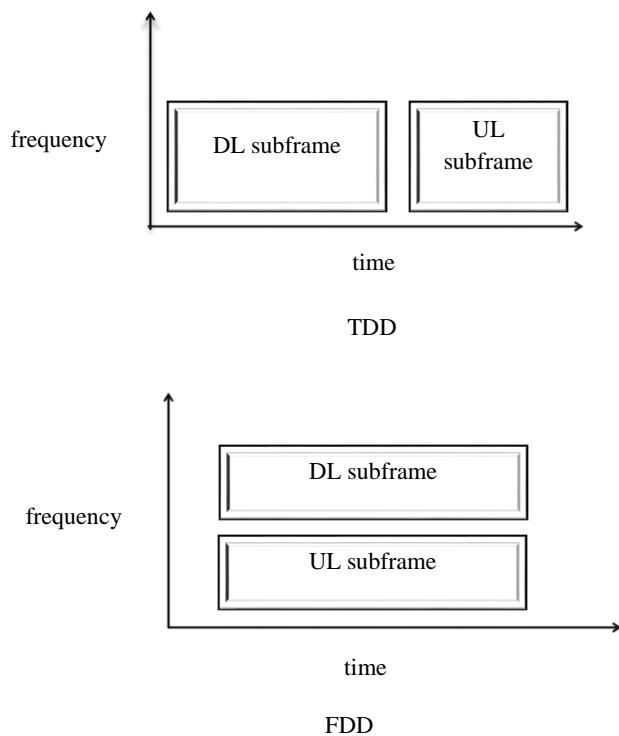 frequency
DL subframe
UL
subframe
time
TDD
frequency
DL subframe
UL subframe
time
FDD